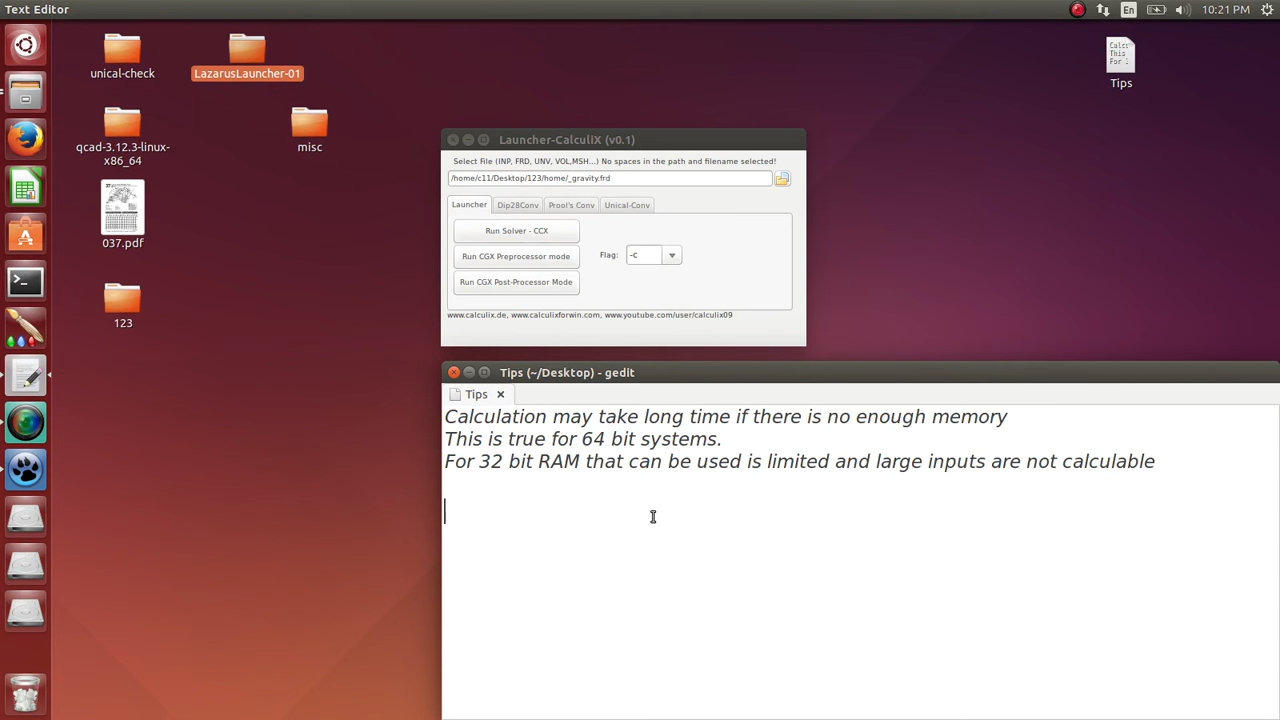 Text Editor
En
10:21 PM
unical-check
LazarusLauncher-01
qcad-3.12.3-linux-
x86_64
misc
037.pdf
123
Tips
Launcher-CalculiX (v0.1)
Select File (INP, FRD, UNV, VOL,MSH...) No spaces in the path and filename selected!
/home/c11/Desktop/123/home/_gravity.frd
Launcher
Dip2BConv
Prool's Conv
Unical-Conv
Run Solver - CCX
Run CGX Preprocessor mode
Flag:
-c
Run CGX Post-Processor Mode
www.calculix.de, www.calculixforwin.com, www.youtube.com/user/calculix09
Tips (~/Desktop) - gedit
Tips
Calculation may take long time if there is no enough memory
This is true for 64 bit systems.
For 32 bit RAM that can be used is limited and large inputs are not calculable